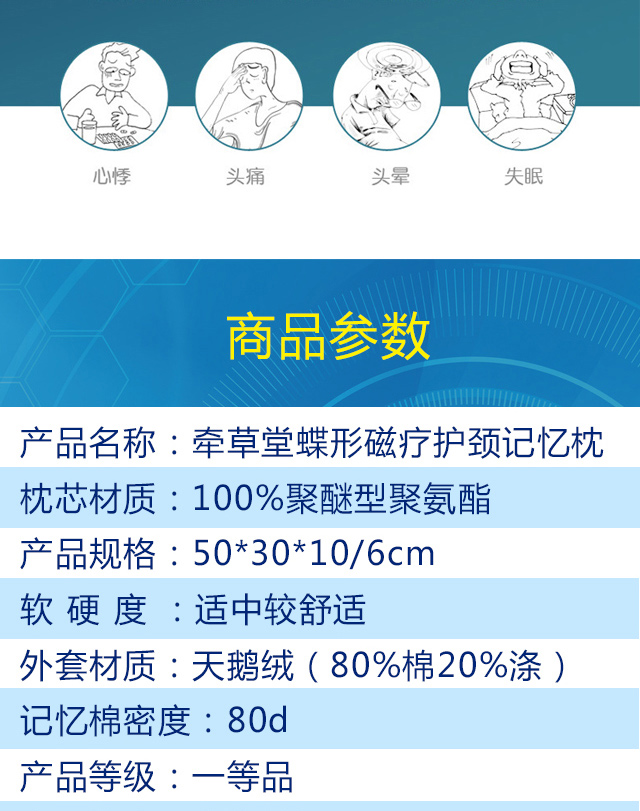 心悸 头痛 头晕 失眠
商品参数
产品名称：牵草堂蝶形磁疗护颈记忆枕
枕芯材质：100%聚醚型聚氨酯
产品规格：50*30*10/6cm
软 硬 度 ：适中较舒适
外套材质：天鹅绒（80%棉20%涤）
记忆棉密度：80d
产品等级：一等品